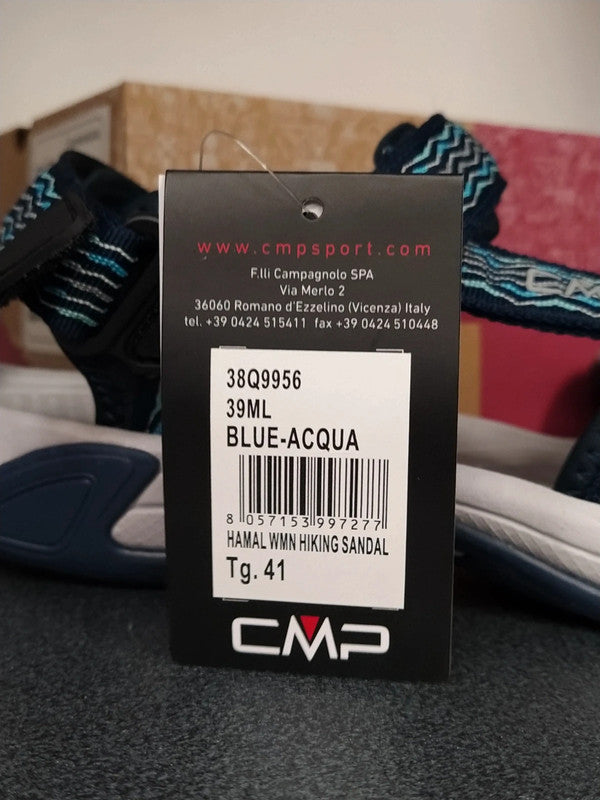 www.cmpsport.com
F.lli Campagnolo SPA
Via Merlo 2
36060 Romano d'Ezzelino (Vicenza) Italy
tel. +39 0424 515411 fax +39 0424 510448
38Q9956
39ML
BLUE-ACQUA
8 057153 997277
HAMAL WMN HIKING SANDAL
Tg. 41
CMP